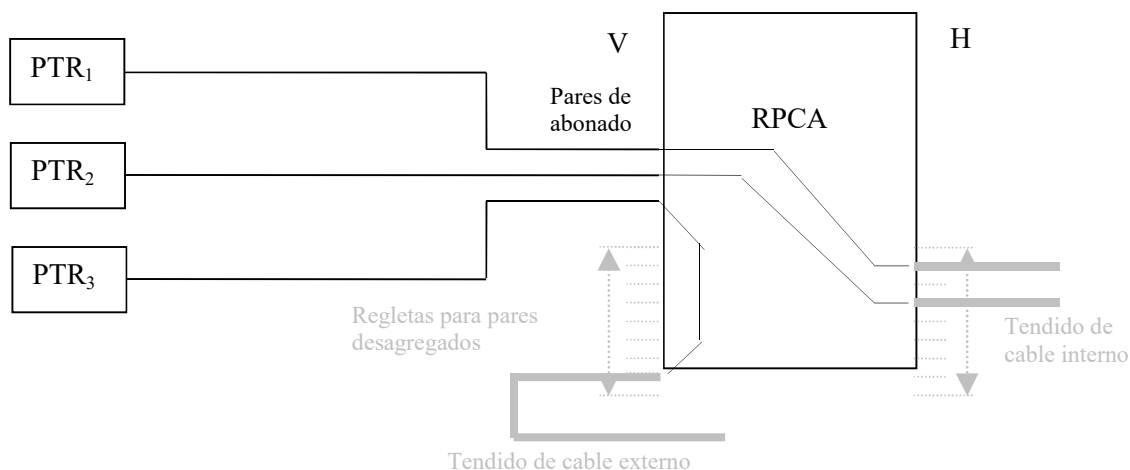 V
H
PTR1
Pares de
abonado
RPCA
PTR2
PTR3
Regletas para pares
desagregados
Tendido de
cable interno
Tendido de cable externo